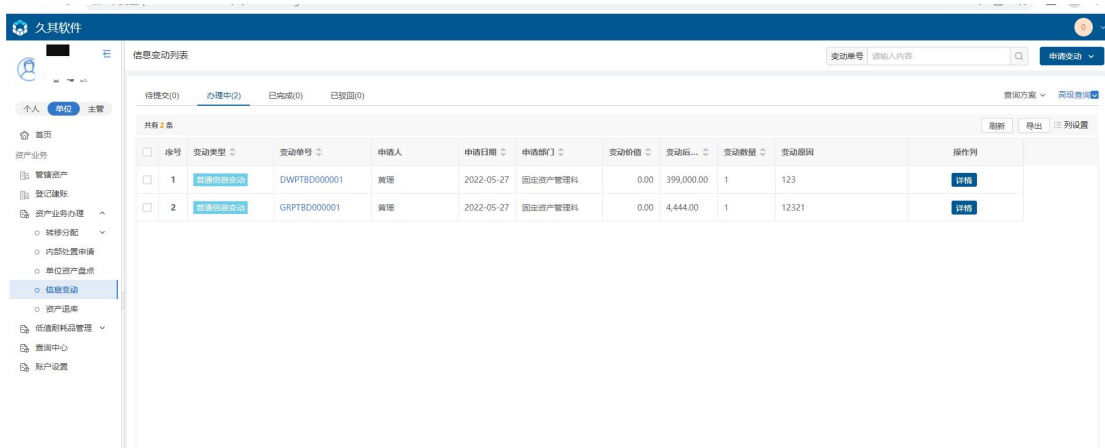 久其软件
0
信息变动列表
变动单号 请输入内容
申请变动
待提交(0) 办理中(2) 已完成(0) 已驳回(0)
查询方案 高级查询
个人 单位 主管
共有 2 条
刷新 导出 列设置
首页
资产业务
管辖资产
登记建账
资产业务办理
转移分配
内部处置申请
单位资产盘点
信息变动
资产退库
低值耐耗品管理
查询中心
账户设置
序号 变动类型 变动单号 申请人 申请日期 申请部门 变动价值 变动后... 变动数量 变动原因 操作列
1 普通信息变动 DWPTBD000001 黄珊 2022-05-27 固定资产管理科 0.00 399,000.00 1 123 详情
2 普通信息变动 GRPTBD000001 黄珊 2022-05-27 固定资产管理科 0.00 4,444.00 1 12321 详情